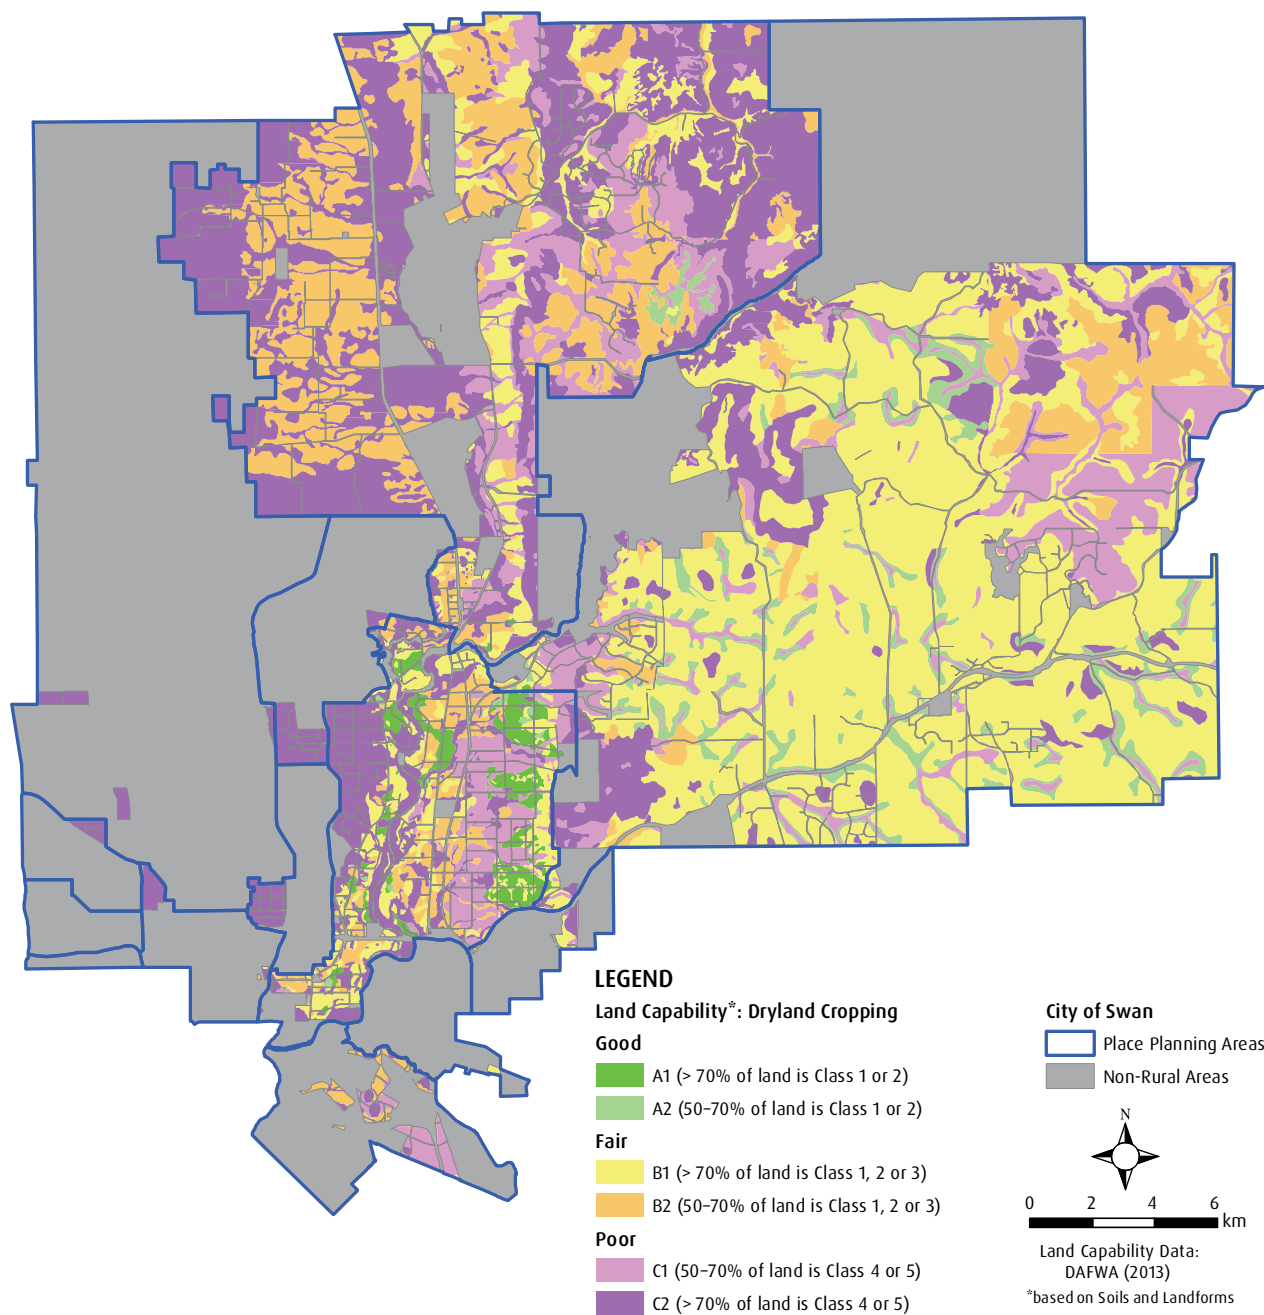 LEGEND
Land Capability*: Dryland Cropping
Good
A1 (> 70% of land is Class 1 or 2)
A2 (50–70% of land is Class 1 or 2)
Fair
B1 (> 70% of land is Class 1, 2 or 3)
B2 (50–70% of land is Class 1, 2 or 3)
Poor
C1 (50–70% of land is Class 4 or 5)
C2 (> 70% of land is Class 4 or 5)
City of Swan
Place Planning Areas
Non-Rural Areas
N
0 2 4 6
km
Land Capability Data:
DAFWA (2013)
*based on Soils and Landforms